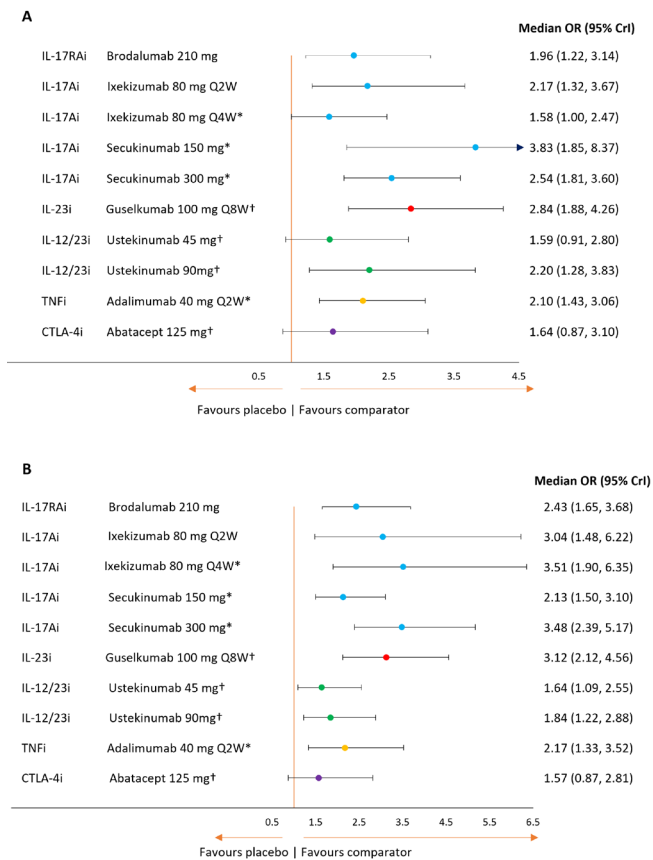 A
Median OR (95% CrI)
IL-17RAi Brodalumab 210 mg 1.96 (1.22, 3.14)
IL-17Ai Ixekizumab 80 mg Q2W 2.17 (1.32, 3.67)
IL-17Ai Ixekizumab 80 mg Q4W* 1.58 (1.00, 2.47)
IL-17Ai Secukinumab 150 mg* 3.83 (1.85, 8.37)
IL-17Ai Secukinumab 300 mg* 2.54 (1.81, 3.60)
IL-23i Guselkumab 100 mg Q8W† 2.84 (1.88, 4.26)
IL-12/23i Ustekinumab 45 mg† 1.59 (0.91, 2.80)
IL-12/23i Ustekinumab 90mg† 2.20 (1.28, 3.83)
TNFi Adalimumab 40 mg Q2W* 2.10 (1.43, 3.06)
CTLA-4i Abatacept 125 mg† 1.64 (0.87, 3.10)
0.5 1.5 2.5 3.5 4.5
Favours placebo | Favours comparator
B
Median OR (95% CrI)
IL-17RAi Brodalumab 210 mg 2.43 (1.65, 3.68)
IL-17Ai Ixekizumab 80 mg Q2W 3.04 (1.48, 6.22)
IL-17Ai Ixekizumab 80 mg Q4W* 3.51 (1.90, 6.35)
IL-17Ai Secukinumab 150 mg* 2.13 (1.50, 3.10)
IL-17Ai Secukinumab 300 mg* 3.48 (2.39, 5.17)
IL-23i Guselkumab 100 mg Q8W† 3.12 (2.12, 4.56)
IL-12/23i Ustekinumab 45 mg† 1.64 (1.09, 2.55)
IL-12/23i Ustekinumab 90mg† 1.84 (1.22, 2.88)
TNFi Adalimumab 40 mg Q2W* 2.17 (1.33, 3.52)
CTLA-4i Abatacept 125 mg† 1.57 (0.87, 2.81)
0.5 1.5 2.5 3.5 4.5 5.5 6.5
Favours placebo | Favours comparator